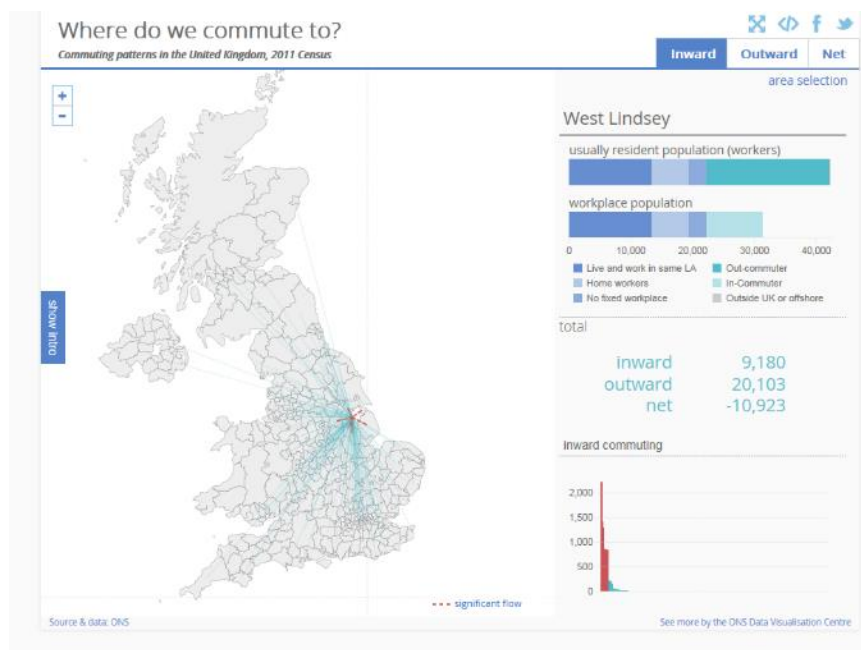 Where do we commute to?
Commuting patterns in the United Kingdom, 2011 Census
Inward Outward Net
area selection
+
-
show intro
West Lindsey
usually resident population (workers)
workplace population
0 10,000 20,000 30,000 40,000
Live and work in same LA Out-commuter
Home workers In-Commuter
No fixed workplace Outside UK or offshore
total
inward 9,180
outward 20,103
net -10,923
Inward commuting
2,000
1,500
1,000
500
0
significant flow
Source & data: ONS
See more by the ONS Data Visualisation Centre